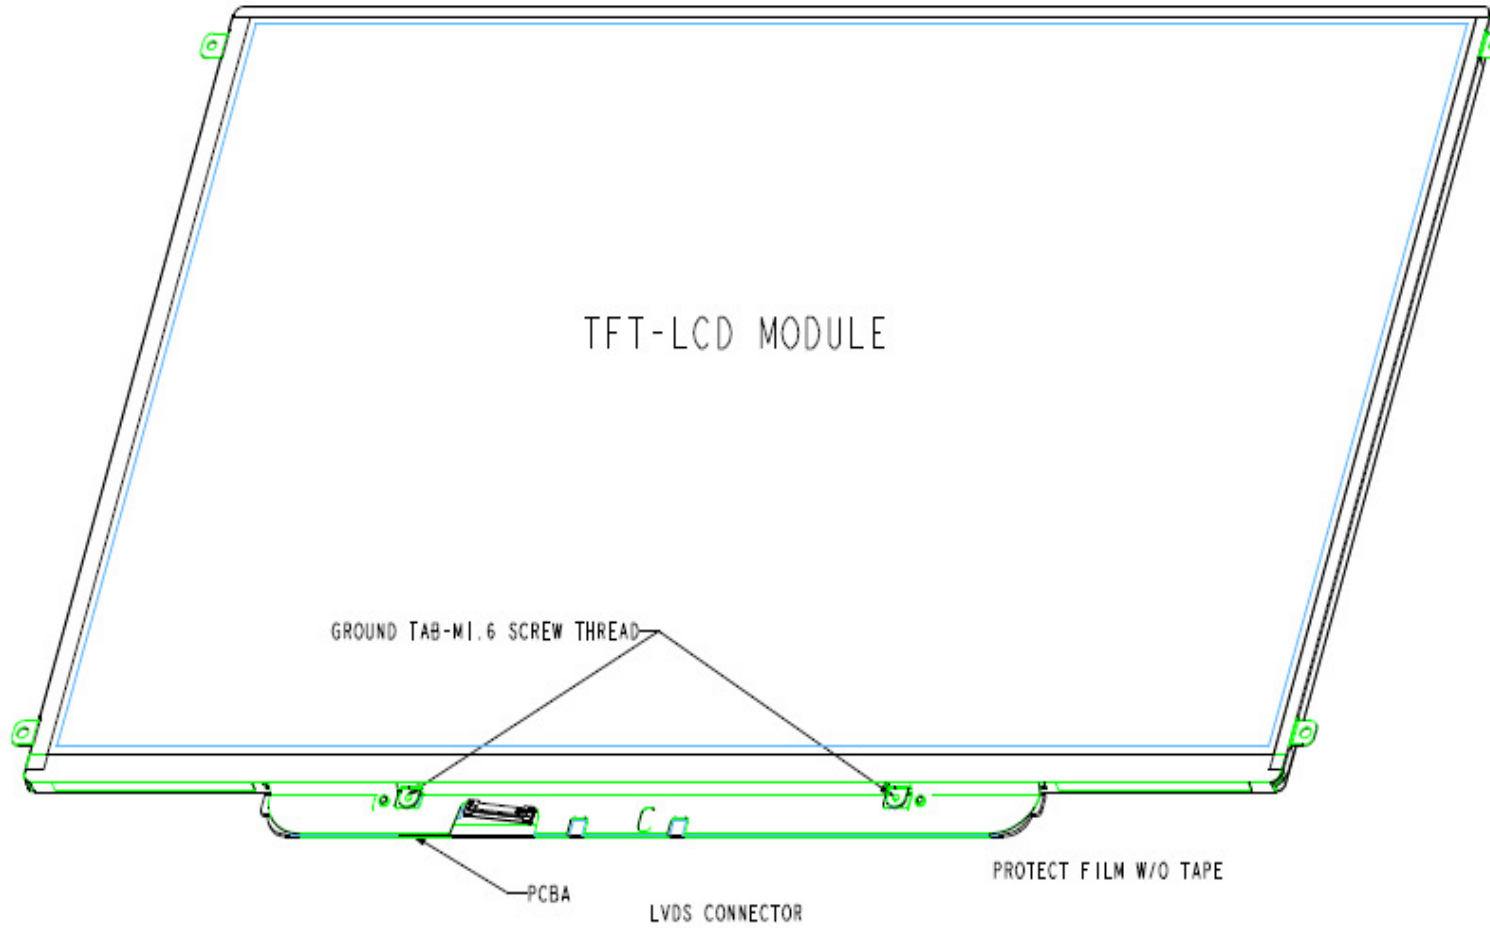 TFT-LCD MODULE
GROUND TAB-M1.6 SCREW THREAD
C
PROTECT FILM W/O TAPE
PCBA
LVDS CONNECTOR